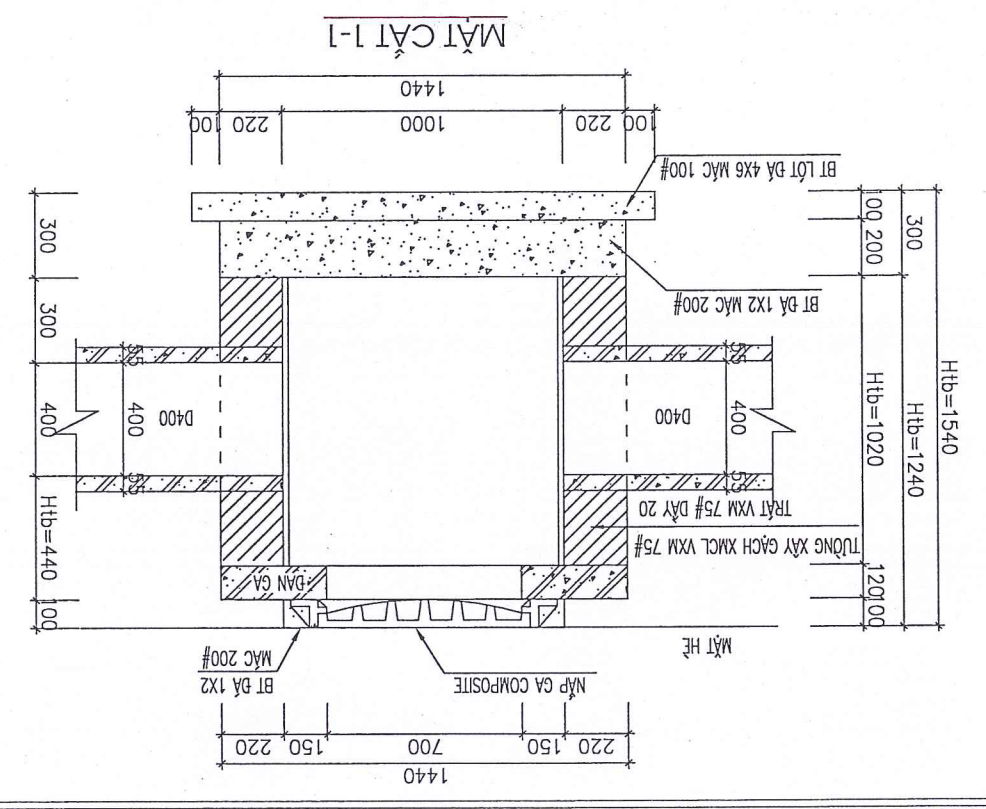 1440
220 150 700 150 220
BT ĐÁ 1X2
MÁC 200#
NẮP GA COMPOSITE
MẶT HÈ
100
Htb=440
400
300
300
ĐAN GA
TƯỜNG XÂY GẠCH XMCL VXM 75#
TRÁT VXM 75# DÀY 20
55
400
55
D400
D400
55
400
55
100
120
Htb=1020
200
100
Htb=1240
300
Htb=1540
BT ĐÁ 1X2 MÁC 200#
BT LÓT ĐÁ 4X6 MÁC 100#
100 220 1000 220 100
1440
MẶT CẮT 1-1